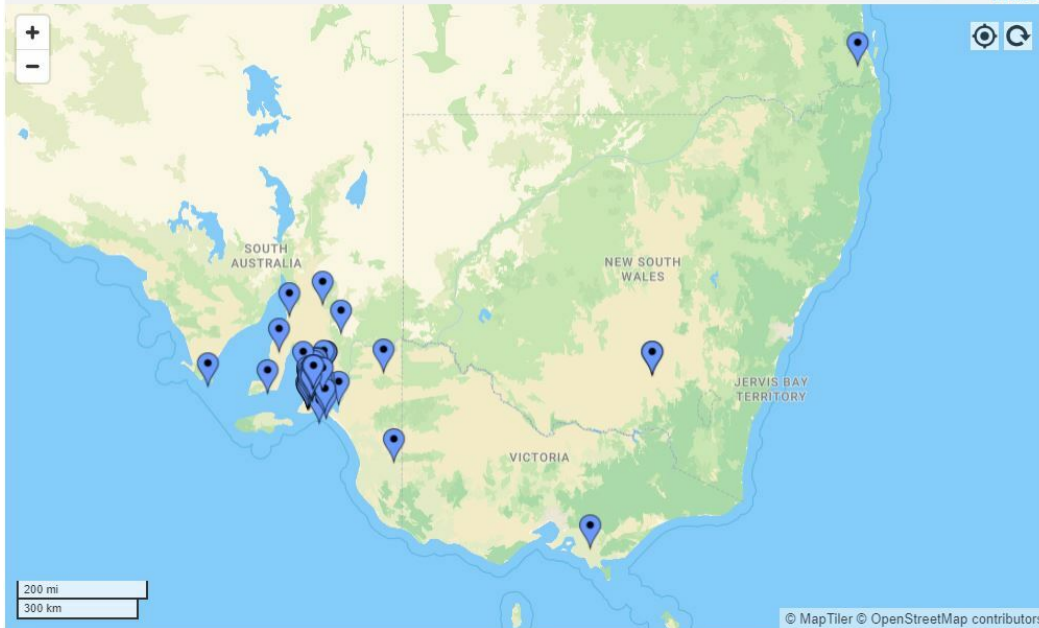 +
−
SOUTH
AUSTRALIA
NEW SOUTH
WALES
JERVIS BAY
TERRITORY
VICTORIA
200 mi
300 km
© MapTiler © OpenStreetMap contributors